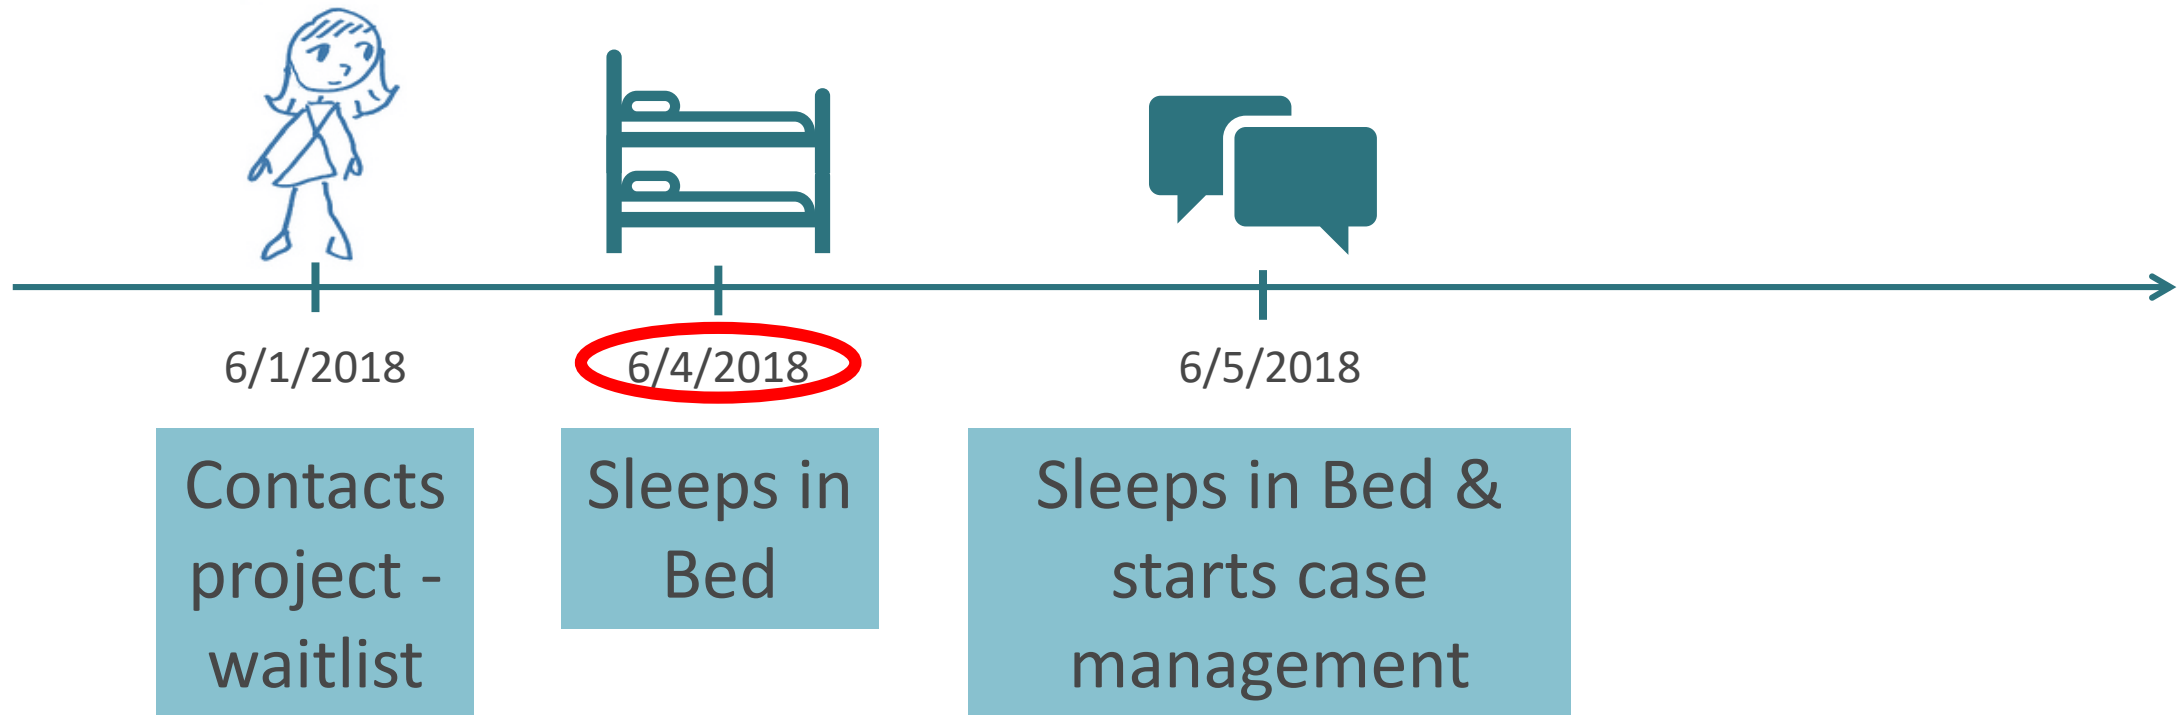 6/1/2018
6/4/2018
6/5/2018
Contacts
project -
waitlist
Sleeps in
Bed
Sleeps in Bed &
starts case
management